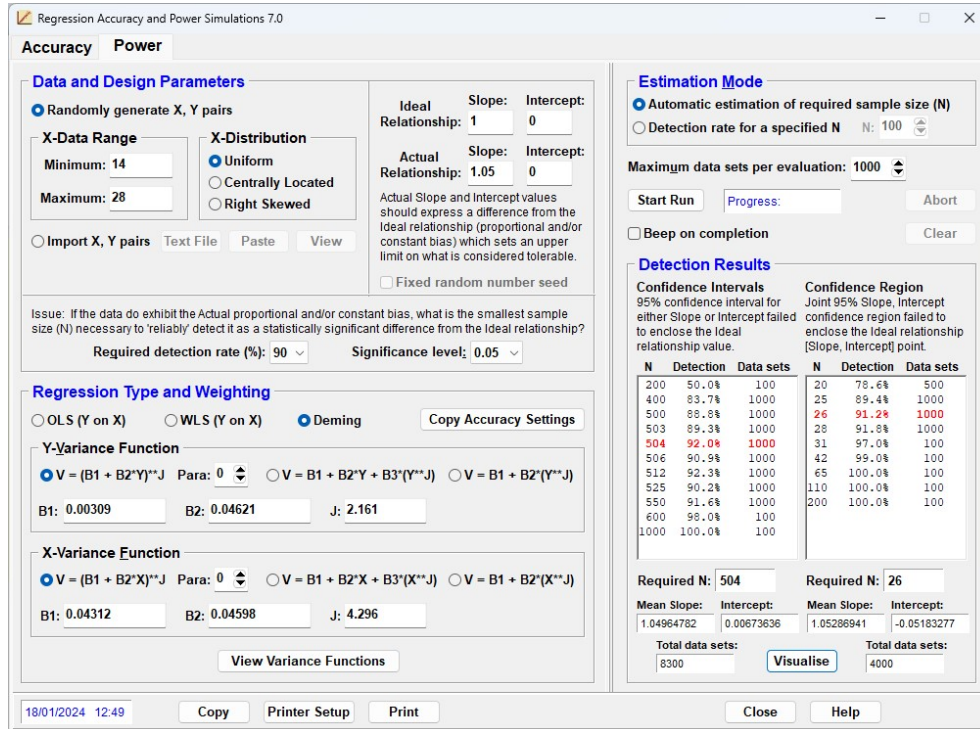 Regression Accuracy and Power Simulations 7.0
Accuracy Power
Data and Design Parameters
Randomly generate X, Y pairs
X-Data Range
Minimum: 14
Maximum: 28
X-Distribution
Uniform
Centrally Located
Right Skewed
Import X, Y pairs Text File Paste View
Slope: Intercept:
Ideal
Relationship: 1 0
Slope: Intercept:
Actual
Relationship: 1.05 0
Actual Slope and Intercept values
should express a difference from the
Ideal relationship (proportional and/or
constant bias) which sets an upper
limit on what is considered tolerable.
Fixed random number seed
Issue: If the data do exhibit the Actual proportional and/or constant bias, what is the smallest sample
size (N) necessary to 'reliably' detect it as a statistically significant difference from the Ideal relationship?
Required detection rate (%): 90 Significance level: 0.05
Regression Type and Weighting
OLS (Y on X) WLS (Y on X) Deming Copy Accuracy Settings
Y-Variance Function
V = (B1 + B2*Y)**J Para: 0 V = B1 + B2*Y + B3*(Y**J) V = B1 + B2*(Y**J)
B1: 0.00309 B2: 0.04621 J: 2.161
X-Variance Function
V = (B1 + B2*X)**J Para: 0 V = B1 + B2*X + B3*(X**J) V = B1 + B2*(X**J)
B1: 0.04312 B2: 0.04598 J: 4.296
View Variance Functions
Estimation Mode
Automatic estimation of required sample size (N)
Detection rate for a specified N N: 100
Maximum data sets per evaluation: 1000
Start Run Progress: Abort
Beep on completion Clear
Detection Results
Confidence Intervals
95% confidence interval for
either Slope or Intercept failed
to enclose the Ideal
relationship value.
N Detection Data sets
200 50.0% 100
400 83.7% 1000
500 88.8% 1000
503 89.3% 1000
504 92.0% 1000
506 90.9% 1000
512 92.3% 1000
525 90.2% 1000
550 91.6% 1000
600 98.0% 100
1000 100.0% 100
Required N: 504
Mean Slope: Intercept:
1.04964782 0.00673636
Total data sets:
8300
Confidence Region
Joint 95% Slope, Intercept
confidence region failed to
enclose the Ideal relationship
[Slope, Intercept] point.
N Detection Data sets
20 78.6% 500
25 89.4% 1000
26 91.2% 1000
28 91.8% 1000
31 97.0% 100
42 99.0% 100
65 100.0% 100
110 100.0% 100
200 100.0% 100
Required N: 26
Mean Slope: Intercept:
1.05286941 -0.05183277
Total data sets:
4000
Visualise
18/01/2024 12:49 Copy Printer Setup Print Close Help